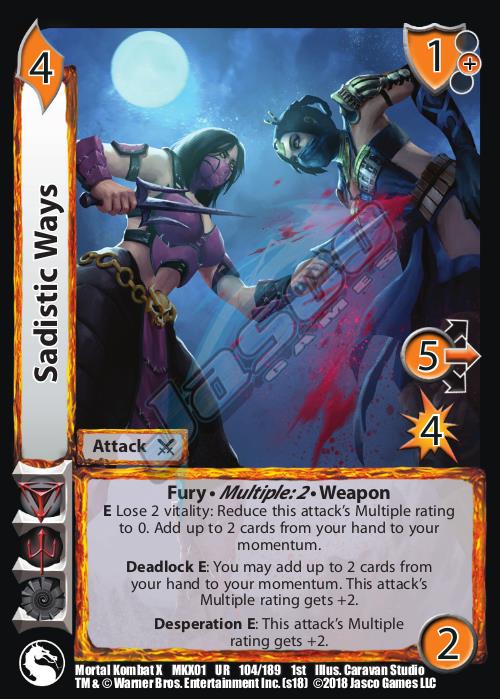 4
1
+
Sadistic Ways
JASCO
GAMES
5
4
Attack
Fury • Multiple: 2 • Weapon
E Lose 2 vitality: Reduce this attack's Multiple rating
to 0. Add up to 2 cards from your hand to your
momentum.
Deadlock E: You may add up to 2 cards from
your hand to your momentum. This attack's
Multiple rating gets +2.
Desperation E: This attack's Multiple
rating gets +2.
2
Mortal Kombat X MKX01 UR 104/189 1st Illus. Caravan Studio
TM & © Warner Bros. Entertainment Inc. (s18) ©2018 Jasco Games LLC